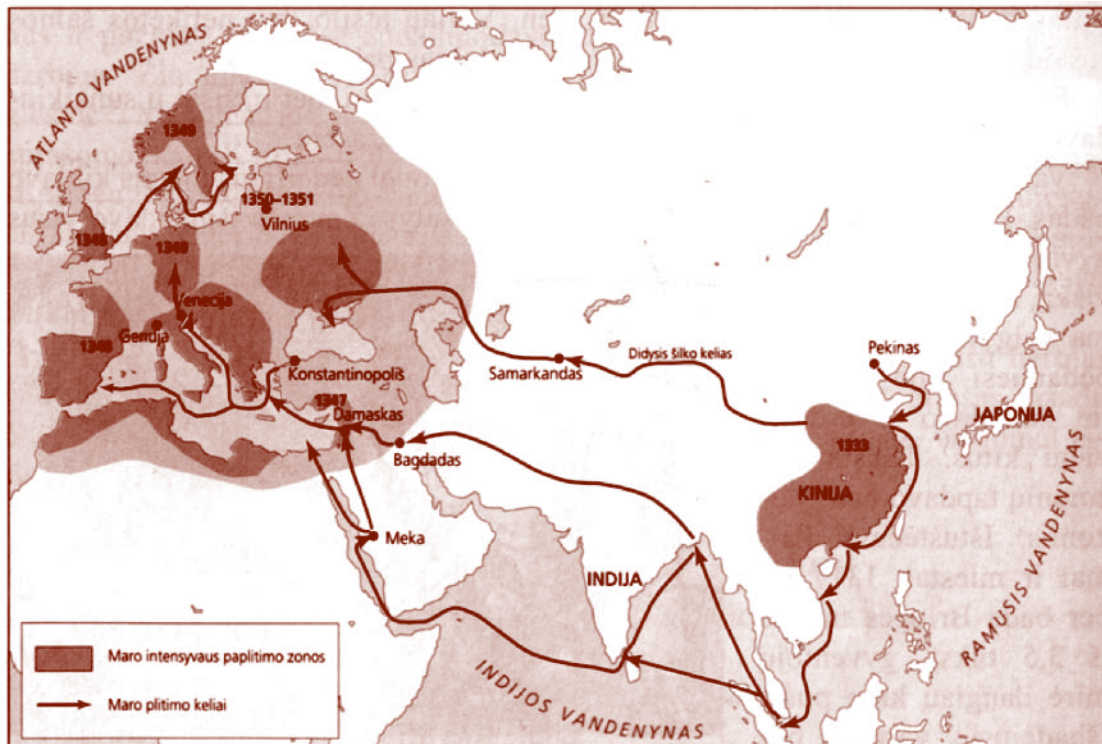 ATLANTO VANDENYNAS
1349
1350–1351
Vilnius
1348
1349
Venecija
Genuja
1348
Konstantinopolis
1347
Damaskas
Bagdadas
Meka
Samarkandas
Didysis šilko kelias
Pekinas
JAPONIJA
1333
KINIJA
INDIJA
RAMUSIS VANDENYNAS
INDIJOS VANDENYNAS
Maro intensyvaus paplitimo zonos
Maro plitimo keliai